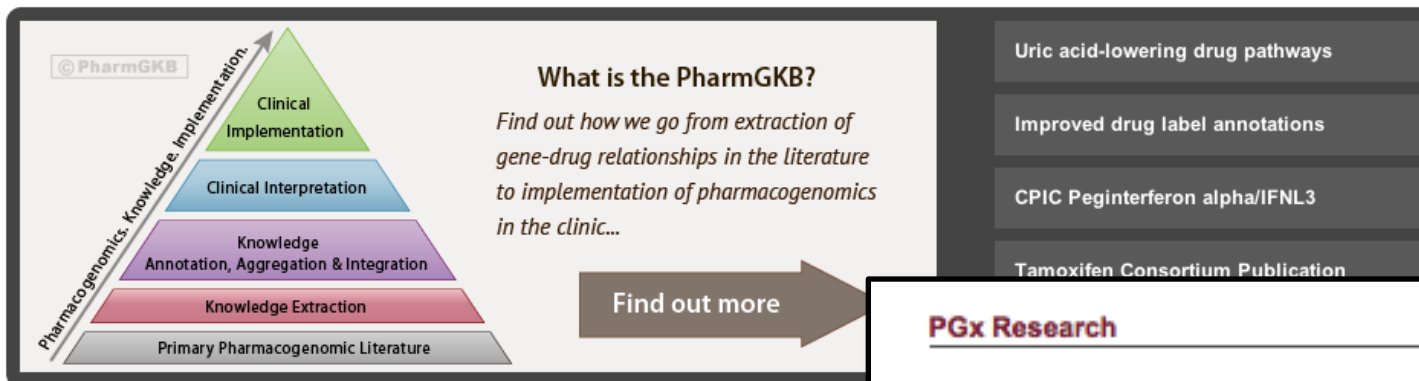 © PharmGKB
Pharmacogenomics. Knowledge. Implementation.
Clinical
Implementation
Clinical Interpretation
Knowledge
Annotation, Aggregation & Integration
Knowledge Extraction
Primary Pharmacogenomic Literature
What is the PharmGKB?
Find out how we go from extraction of
gene-drug relationships in the literature
to implementation of pharmacogenomics
in the clinic...
Find out more
Uric acid-lowering drug pathways
Improved drug label annotations
CPIC Peginterferon alpha/IFNL3
Tamoxifen Consortium Publication
PGx Research